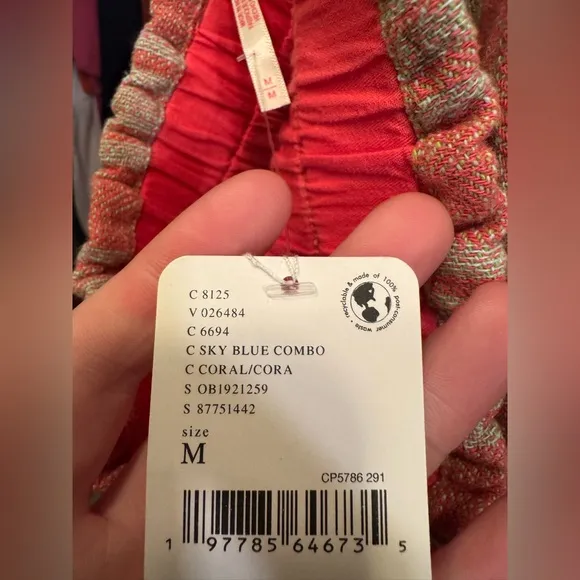 M
M
recyclable & made of 100% post-consumer waste
C 8125
V 026484
C 6694
C SKY BLUE COMBO
C CORAL/CORA
S OB1921259
S 87751442
size
M
CP5786 291
1 97785 64673 5